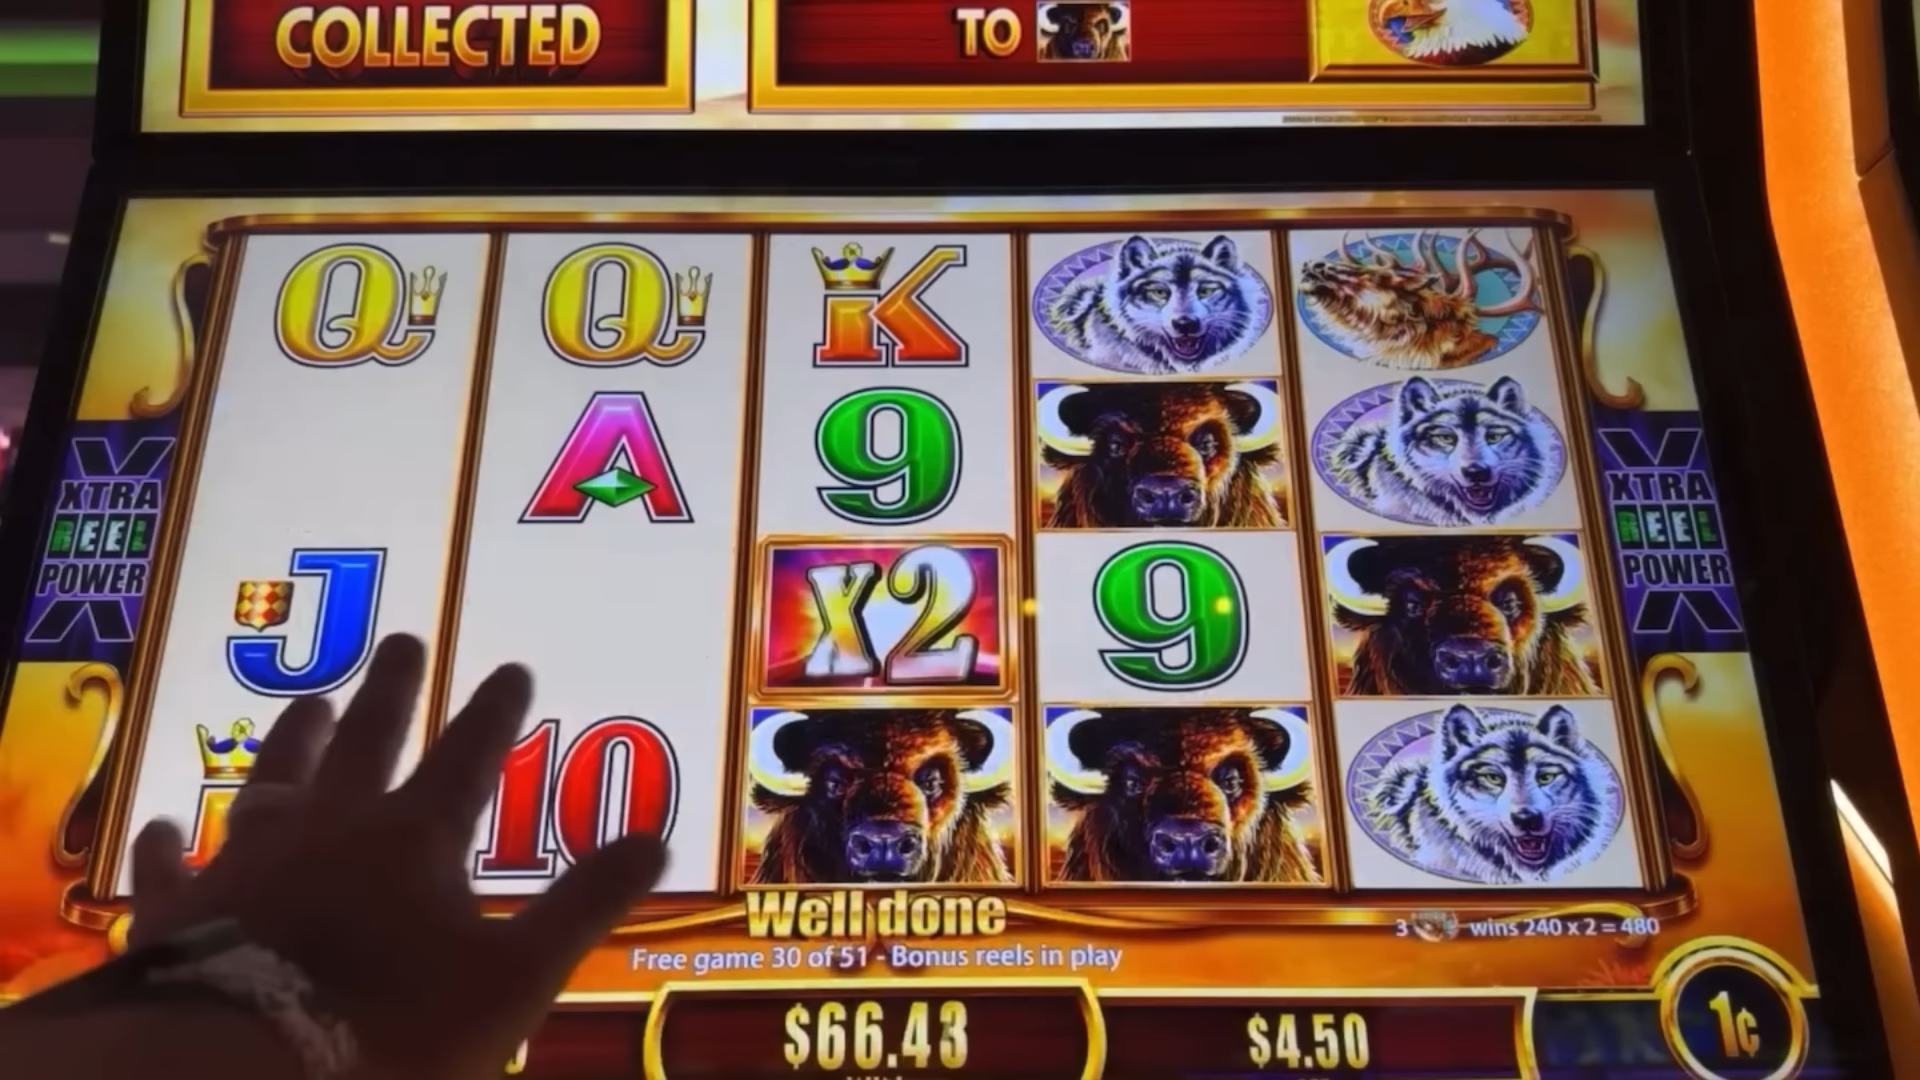 COLLECTED
TO
Q Q K
A 9
XTRA
REEL
POWER
XTRA
REEL
POWER
J X2 9
10
Well done
3 wins 240 x 2 = 480
Free game 30 of 51 - Bonus reels in play
$66.43
$4.50
1¢